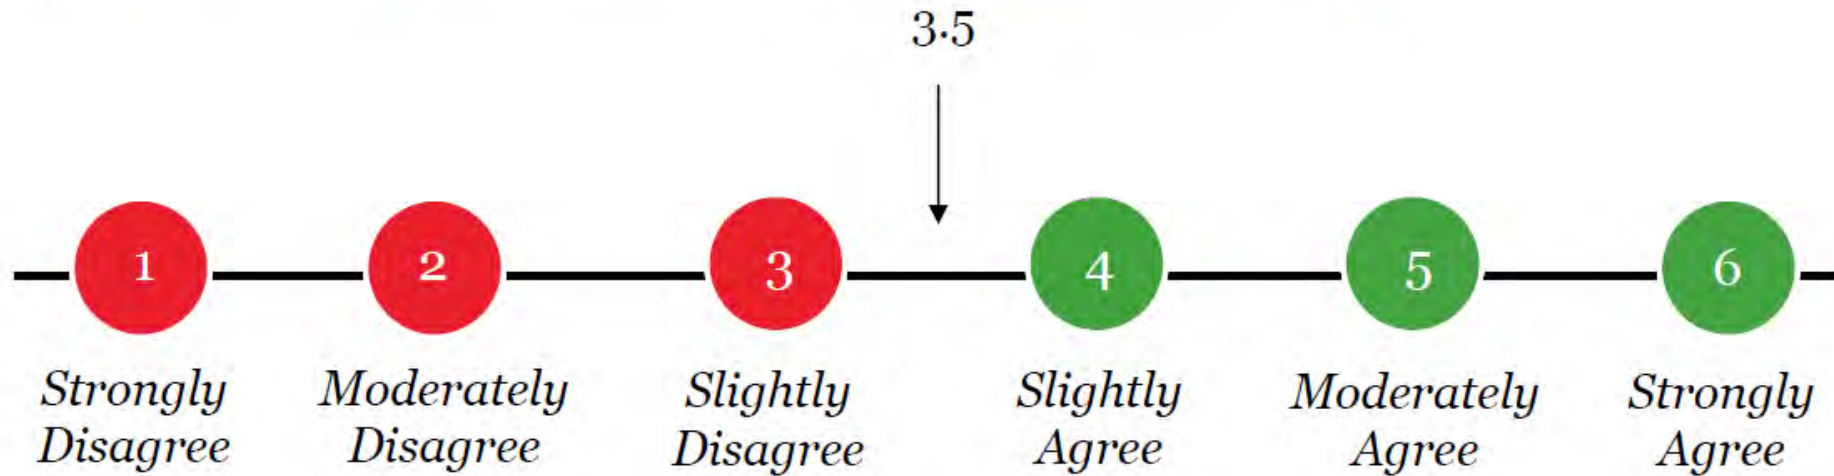 3.5
1 2 3 4 5 6
Strongly Moderately Slightly Slightly Moderately Strongly
Disagree Disagree Disagree Agree Agree Agree